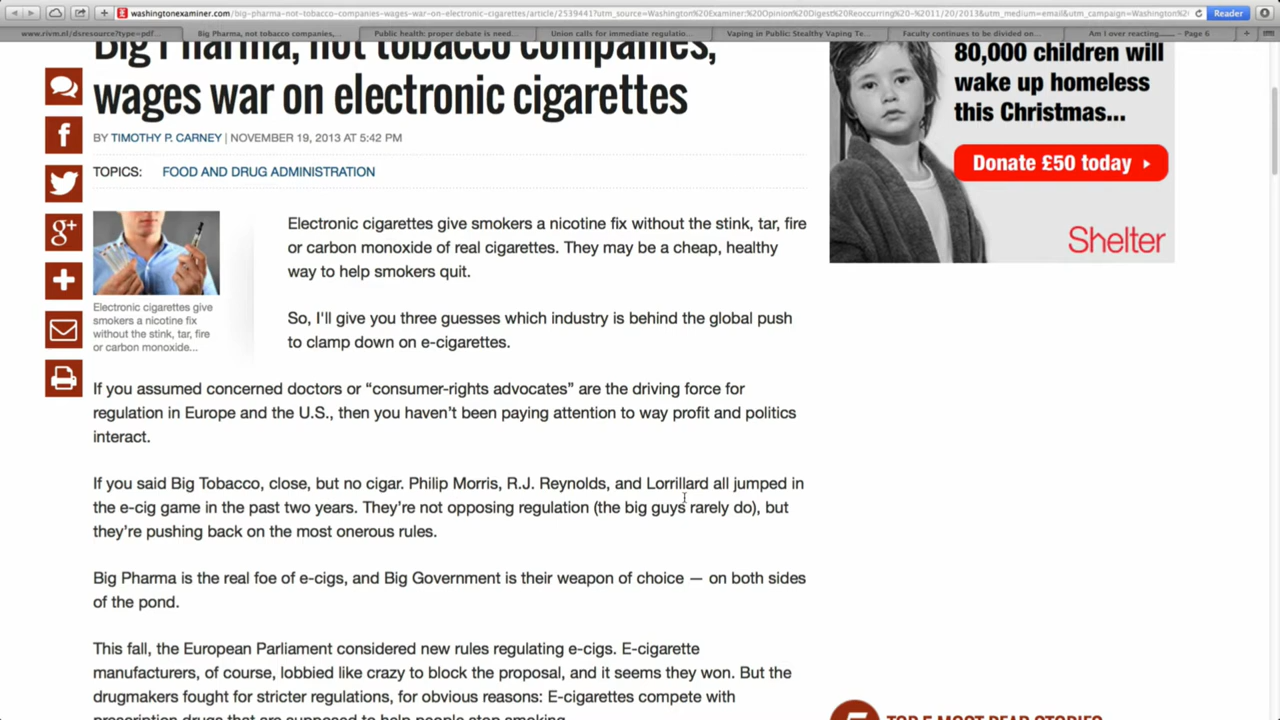 washingtonexaminer.com/big-pharma-not-tobacco-companies-wages-war-on-electronic-cigarettes/article/2539441?utm_source=Washington%20Examiner:%20Opinion%20Digest%20Reoccurring%20-%2011/20/2013&utm_medium=email&utm_campaign=Washington%2
Reader
www.rivm.nl/dsresource?type=pdf...
Big Pharma, not tobacco companies,...
Public health: proper debate is need...
Union calls for immediate regulatio...
Vaping in Public: Stealthy Vaping Te...
Faculty continues to be divided on...
Am I over reacting........ - Page 6
Big Pharma, not tobacco companies,
wages war on electronic cigarettes
BY TIMOTHY P. CARNEY | NOVEMBER 19, 2013 AT 5:42 PM
TOPICS: FOOD AND DRUG ADMINISTRATION
f
g+
Electronic cigarettes give
smokers a nicotine fix
without the stink, tar, fire
or carbon monoxide...
Electronic cigarettes give smokers a nicotine fix without the stink, tar, fire
or carbon monoxide of real cigarettes. They may be a cheap, healthy
way to help smokers quit.
So, I'll give you three guesses which industry is behind the global push
to clamp down on e-cigarettes.
If you assumed concerned doctors or “consumer-rights advocates” are the driving force for
regulation in Europe and the U.S., then you haven’t been paying attention to way profit and politics
interact.
If you said Big Tobacco, close, but no cigar. Philip Morris, R.J. Reynolds, and Lorrillard all jumped in
the e-cig game in the past two years. They’re not opposing regulation (the big guys rarely do), but
they’re pushing back on the most onerous rules.
Big Pharma is the real foe of e-cigs, and Big Government is their weapon of choice — on both sides
of the pond.
This fall, the European Parliament considered new rules regulating e-cigs. E-cigarette
manufacturers, of course, lobbied like crazy to block the proposal, and it seems they won. But the
drugmakers fought for stricter regulations, for obvious reasons: E-cigarettes compete with
prescription drugs that are supposed to help people stop smoking.
80,000 children will
wake up homeless
this Christmas...
Donate £50 today
Shelter
5 TOP 5 MOST READ STORIES